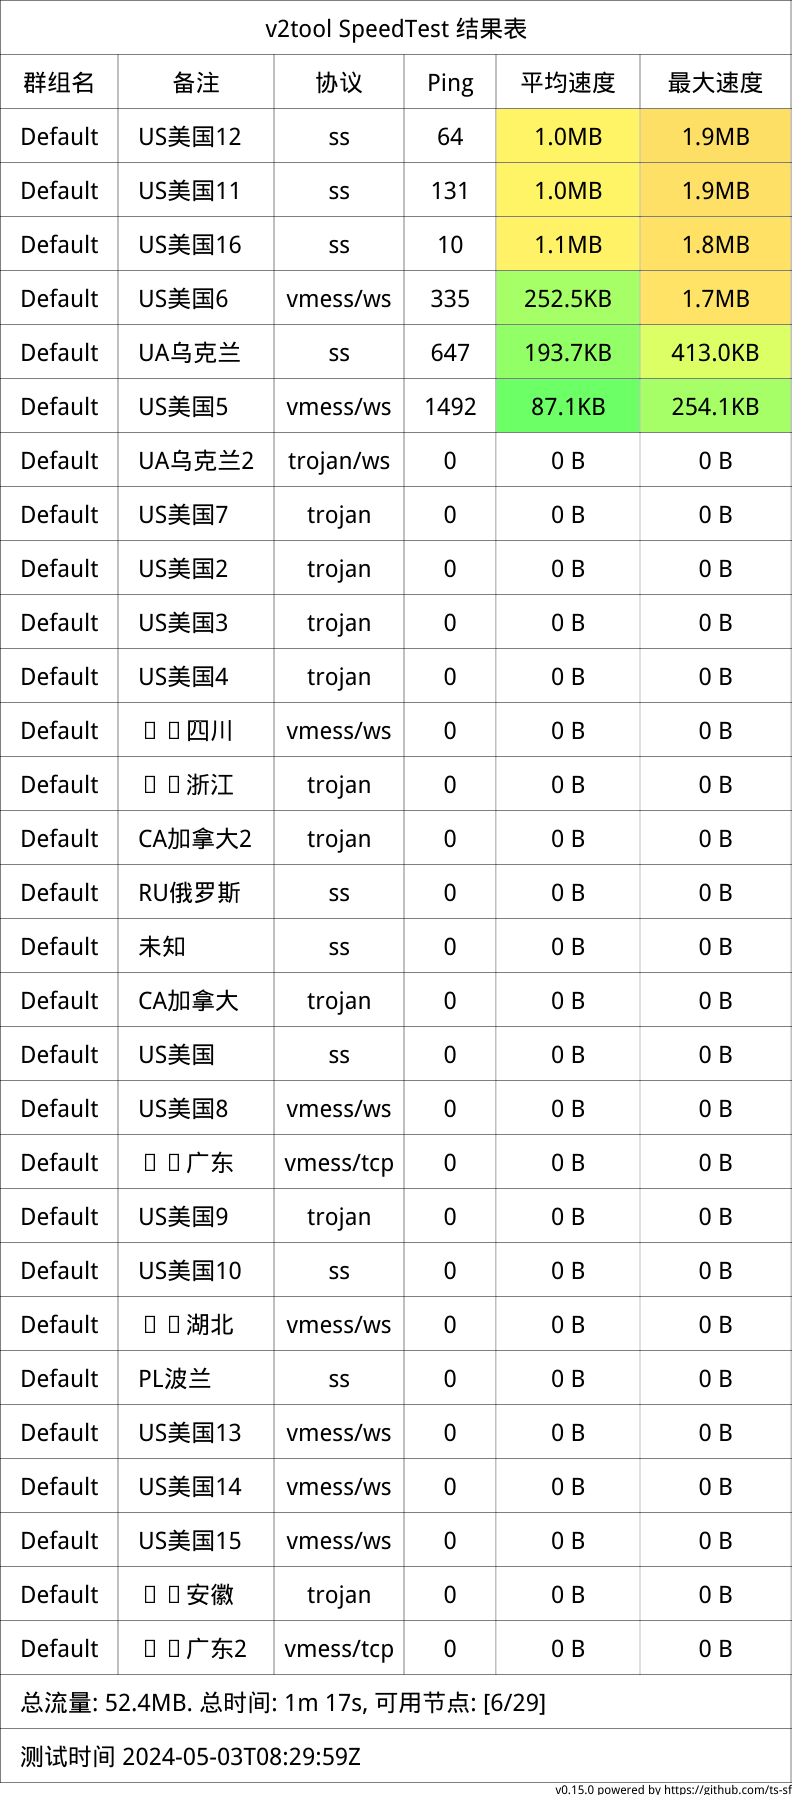 v2tool SpeedTest 结果表
群组名 备注 协议 Ping 平均速度 最大速度
Default US美国12 ss 64 1.0MB 1.9MB
Default US美国11 ss 131 1.0MB 1.9MB
Default US美国16 ss 10 1.1MB 1.8MB
Default US美国6 vmess/ws 335 252.5KB 1.7MB
Default UA乌克兰 ss 647 193.7KB 413.0KB
Default US美国5 vmess/ws 1492 87.1KB 254.1KB
Default UA乌克兰2 trojan/ws 0 0 B 0 B
Default US美国7 trojan 0 0 B 0 B
Default US美国2 trojan 0 0 B 0 B
Default US美国3 trojan 0 0 B 0 B
Default US美国4 trojan 0 0 B 0 B
Default 四川 vmess/ws 0 0 B 0 B
Default 浙江 trojan 0 0 B 0 B
Default CA加拿大2 trojan 0 0 B 0 B
Default RU俄罗斯 ss 0 0 B 0 B
Default 未知 ss 0 0 B 0 B
Default CA加拿大 trojan 0 0 B 0 B
Default US美国 ss 0 0 B 0 B
Default US美国8 vmess/ws 0 0 B 0 B
Default 广东 vmess/tcp 0 0 B 0 B
Default US美国9 trojan 0 0 B 0 B
Default US美国10 ss 0 0 B 0 B
Default 湖北 vmess/ws 0 0 B 0 B
Default PL波兰 ss 0 0 B 0 B
Default US美国13 vmess/ws 0 0 B 0 B
Default US美国14 vmess/ws 0 0 B 0 B
Default US美国15 vmess/ws 0 0 B 0 B
Default 安徽 trojan 0 0 B 0 B
Default 广东2 vmess/tcp 0 0 B 0 B
总流量: 52.4MB. 总时间: 1m 17s, 可用节点: [6/29]
测试时间 2024-05-03T08:29:59Z
v0.15.0 powered by https://github.com/ts-sf